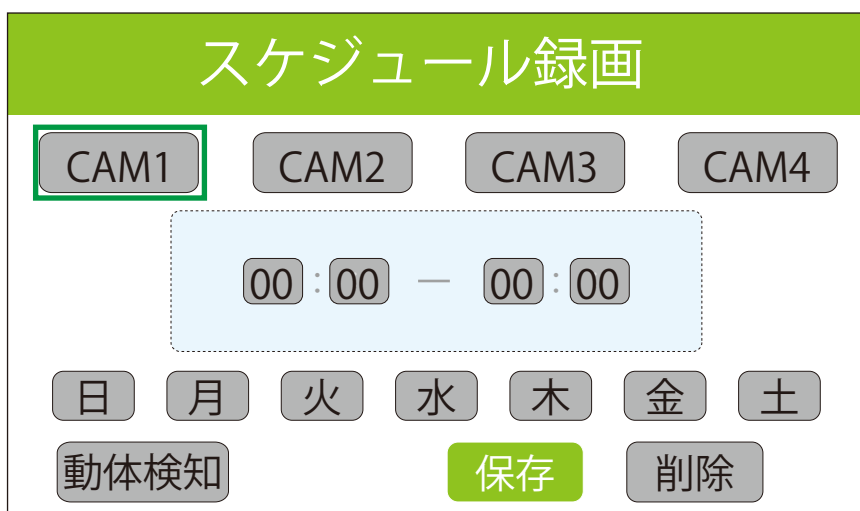 スケジュール録画
CAM1 CAM2 CAM3 CAM4
00 : 00 — 00 : 00
日 月 火 水 木 金 土
動体検知 保存 削除